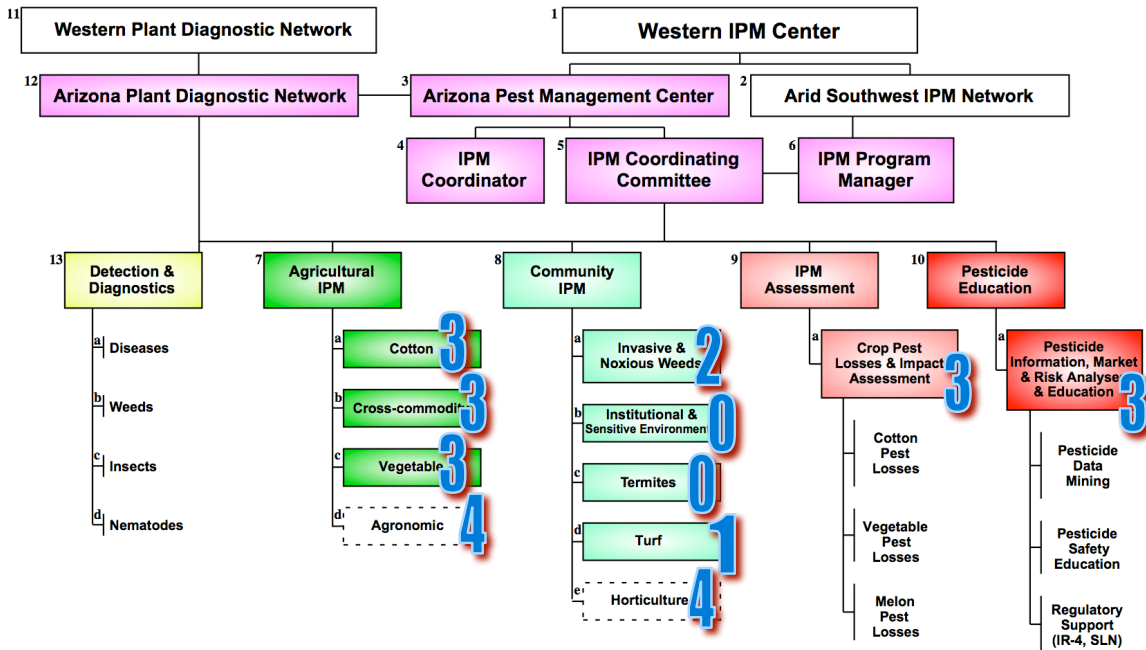 11
Western Plant Diagnostic Network
1
Western IPM Center
12
Arizona Plant Diagnostic Network
3
Arizona Pest Management Center
2
Arid Southwest IPM Network
4
IPM
Coordinator
5
IPM Coordinating
Committee
6
IPM Program
Manager
13
Detection &
Diagnostics
7
Agricultural
IPM
8
Community
IPM
9
IPM
Assessment
10
Pesticide
Education
a
Diseases
b
Weeds
c
Insects
d
Nematodes
a
Cotton
3
b
Cross-commodity
3
c
Vegetable
3
d
Agronomic
4
a
Invasive &
Noxious Weeds
2
b
Institutional &
Sensitive Environment
0
c
Termites
0
d
Turf
1
e
Horticulture
4
a
Crop Pest
Losses & Impact
Assessment
3
Cotton
Pest
Losses
Vegetable
Pest
Losses
Melon
Pest
Losses
a
Pesticide
Information, Market
& Risk Analyses
& Education
3
Pesticide
Data
Mining
Pesticide
Safety
Education
Regulatory
Support
(IR-4, SLN)